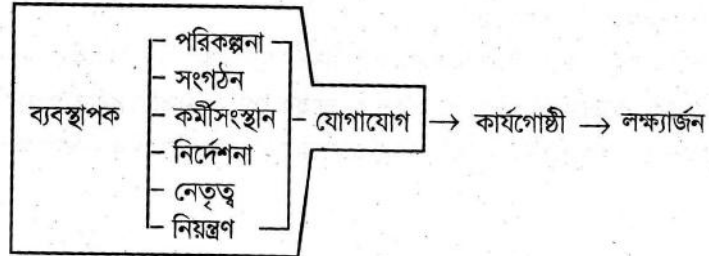 পরিকল্পনা
সংগঠন
ব্যবস্থাপক কর্মীসংস্থান যোগাযোগ → কার্যগোষ্ঠী → লক্ষ্যার্জন
নির্দেশনা
নেতৃত্ব
নিয়ন্ত্রণ